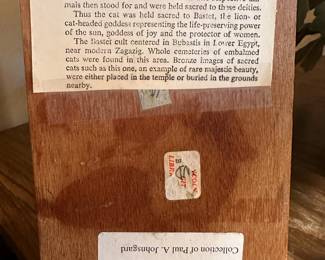 mals then stood for and were held sacred to these deities.
Thus the cat was held sacred to Bastet, the lion- or
cat-headed goddess representing the life-preserving power
of the sun, goddess of joy and the protector of women.
The Bastet cult centered in Bubastis in Lower Egypt,
near modern Zagazig. Whole cemeteries of embalmed
cats were found in this area. Bronze images of sacred
cats such as this one, an example of rare majestic beauty,
were either placed in the temple or buried in the grounds
nearby.
Collection of Paul A. Johnsgard